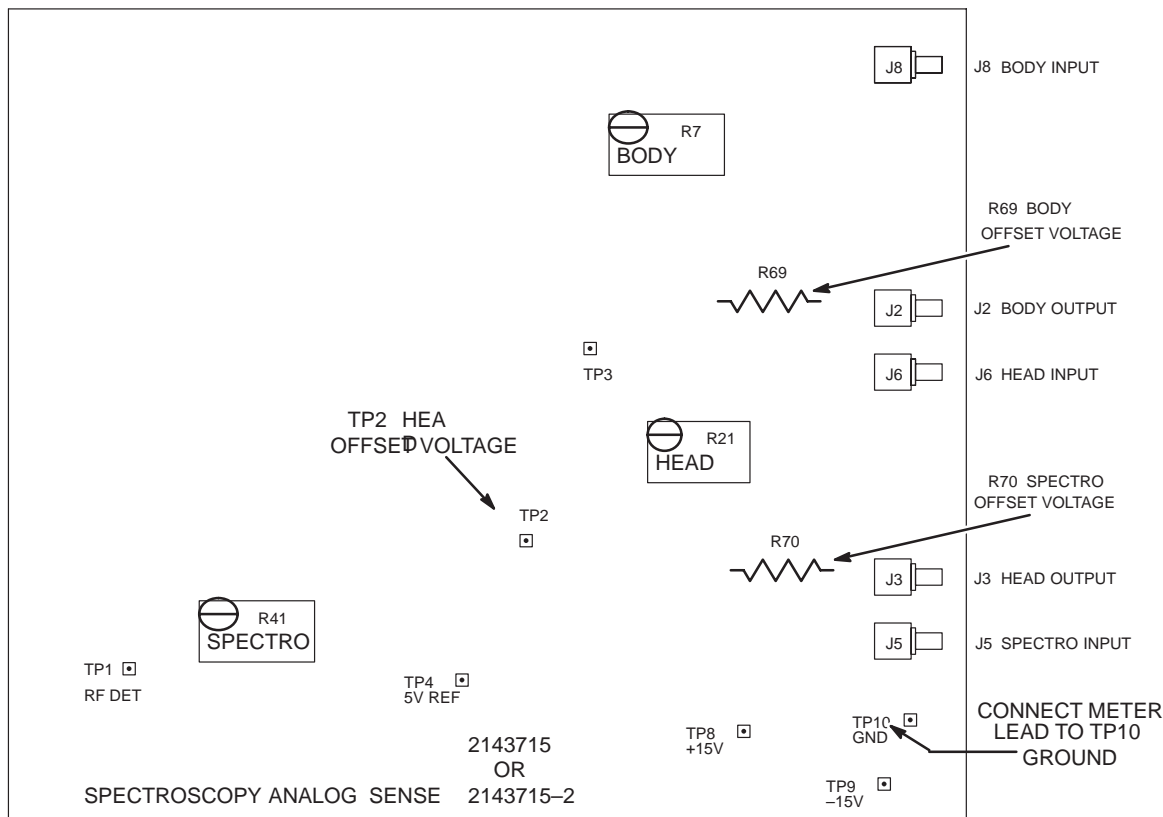 J8
J8 BODY INPUT
R7
BODY
R69 BODY
OFFSET VOLTAGE
R69
J2
J2 BODY OUTPUT
TP3
J6
J6 HEAD INPUT
TP2 HEA
D
OFFSET VOLTAGE
R21
HEAD
R70 SPECTRO
OFFSET VOLTAGE
TP2
R70
J3
J3 HEAD OUTPUT
R41
SPECTRO
J5
J5 SPECTRO INPUT
TP1
RF DET
TP4
5V REF
TP8
+15V
TP10
GND
CONNECT METER
LEAD TO TP10
GROUND
TP9
–15V
2143715
OR
SPECTROSCOPY ANALOG SENSE 2143715–2